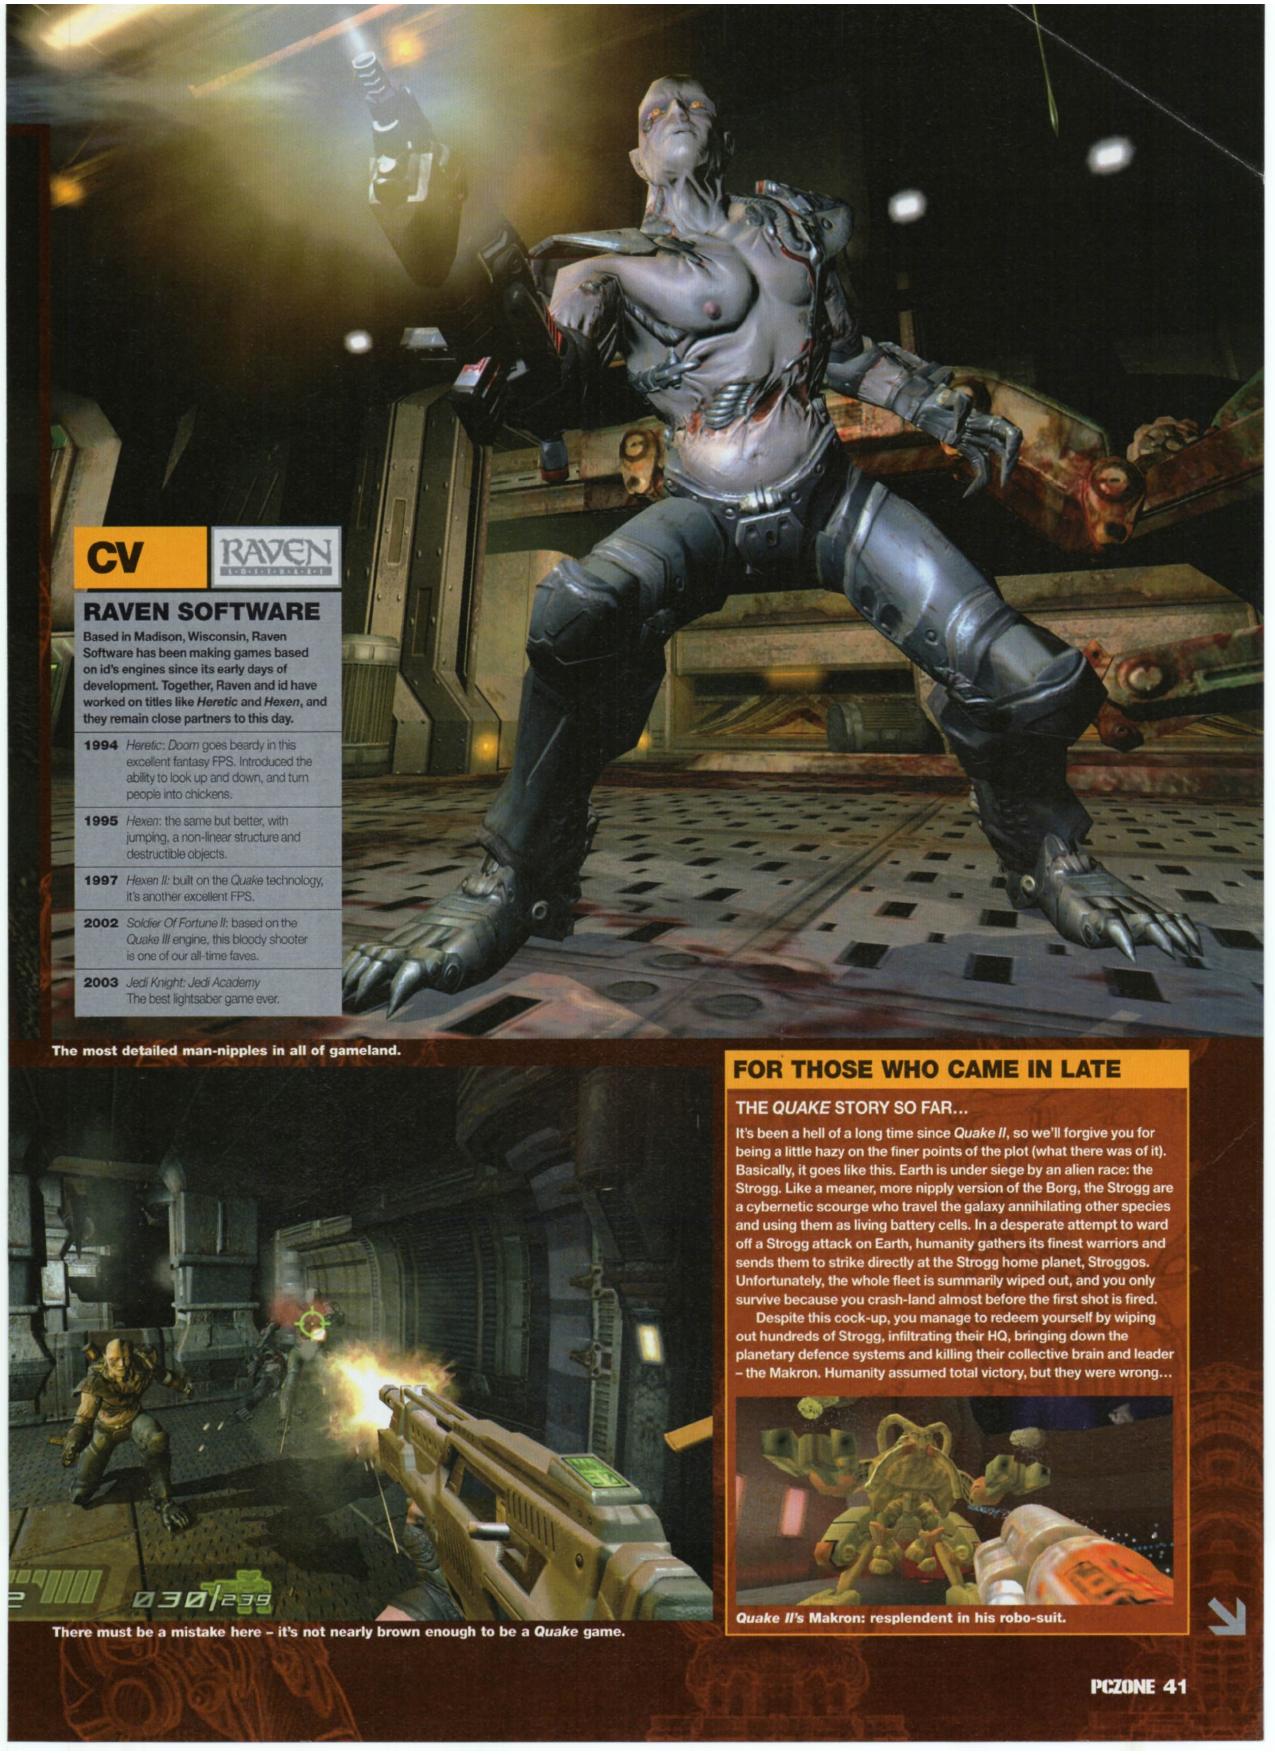 CV
RAVEN
SOFTWARE
RAVEN SOFTWARE
Based in Madison, Wisconsin, Raven
Software has been making games based
on id's engines since its early days of
development. Together, Raven and id have
worked on titles like Heretic and Hexen, and
they remain close partners to this day.
1994 Heretic: Doom goes beardy in this
excellent fantasy FPS. Introduced the
ability to look up and down, and turn
people into chickens.
1995 Hexen: the same but better, with
jumping, a non-linear structure and
destructible objects.
1997 Hexen II: built on the Quake technology,
it's another excellent FPS.
2002 Soldier Of Fortune II: based on the
Quake III engine, this bloody shooter
is one of our all-time faves.
2003 Jedi Knight: Jedi Academy
The best lightsaber game ever.
The most detailed man-nipples in all of gameland.
2
030/239
There must be a mistake here – it's not nearly brown enough to be a Quake game.
FOR THOSE WHO CAME IN LATE
THE QUAKE STORY SO FAR...
It's been a hell of a long time since Quake II, so we'll forgive you for
being a little hazy on the finer points of the plot (what there was of it).
Basically, it goes like this. Earth is under siege by an alien race: the
Strogg. Like a meaner, more nipply version of the Borg, the Strogg are
a cybernetic scourge who travel the galaxy annihilating other species
and using them as living battery cells. In a desperate attempt to ward
off a Strogg attack on Earth, humanity gathers its finest warriors and
sends them to strike directly at the Strogg home planet, Stroggos.
Unfortunately, the whole fleet is summarily wiped out, and you only
survive because you crash-land almost before the first shot is fired.
Despite this cock-up, you manage to redeem yourself by wiping
out hundreds of Strogg, infiltrating their HQ, bringing down the
planetary defence systems and killing their collective brain and leader
– the Makron. Humanity assumed total victory, but they were wrong...
Quake II's Makron: resplendent in his robo-suit.
PCZONE 41